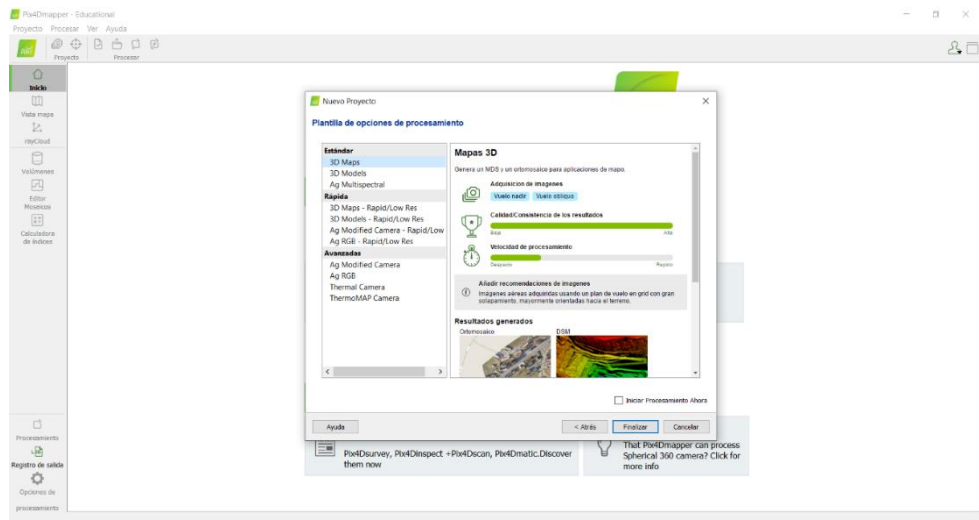 Pix4Dmapper - Educational
Proyecto Procesar Ver Ayuda
Proyecto Procesar
Inicio
Vista mapa
rayCloud
Volúmenes
Editor
Mosaicos
Calculadora
de índices
Procesamiento
Registro de salida
Opciones de
procesamiento
Nuevo Proyecto
Plantilla de opciones de procesamiento
Estándar
3D Maps
3D Models
Ag Multispectral
Rápida
3D Maps - Rapid/Low Res
3D Models - Rapid/Low Res
Ag Modified Camera - Rapid/Low
Ag RGB - Rapid/Low Res
Avanzadas
Ag Modified Camera
Ag RGB
Thermal Camera
ThermoMAP Camera
Mapas 3D
Genera un MDS y un ortomosaico para aplicaciones de mapo.
Adquisición de imágenes
Vuelo nadir Vuelo oblicuo
Calidad/Consistencia de los resultados
Baja Alta
Velocidad de procesamiento
Despacio Rápido
Añadir recomendaciones de imagenes
Imágenes aéreas adquiridas usando un plan de vuelo en grid con gran
solapamiento, mayormente orientadas hacia el terreno.
Resultados generados
Ortomosaico DSM
Iniciar Procesamiento Ahora
Ayuda < Atrás Finalizar Cancelar
Pix4Dsurvey, Pix4Dinspect +Pix4Dscan, Pix4Dmatic.Discover
them now
That Pix4Dmapper can process
Spherical 360 camera? Click for
more info